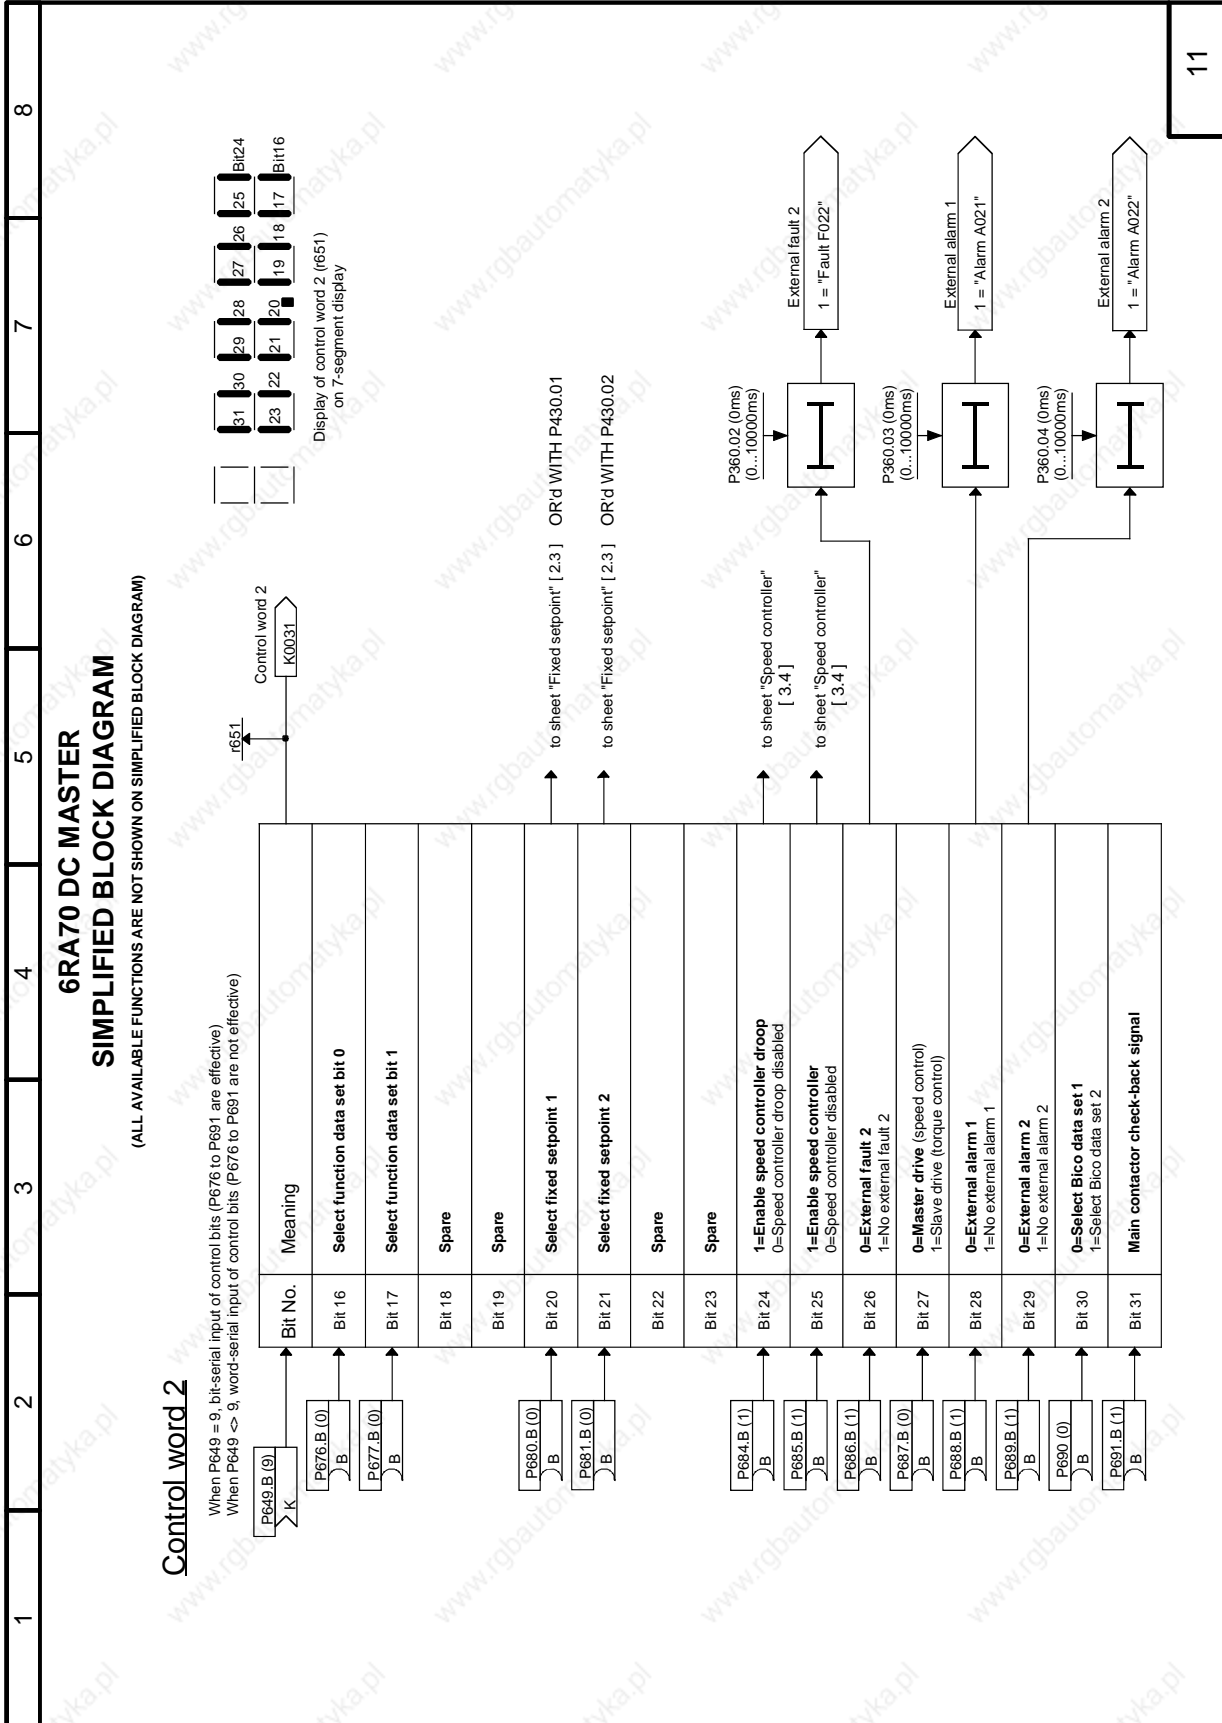 1
2
3
4
5
6
7
8
6RA70 DC MASTER
SIMPLIFIED BLOCK DIAGRAM
(ALL AVAILABLE FUNCTIONS ARE NOT SHOWN ON SIMPLIFIED BLOCK DIAGRAM)
Control word 2
When P649 = 9, bit-serial input of control bits (P676 to P691 are effective)
When P649 <> 9, word-serial input of control bits (P676 to P691 are not effective)
31 30 29 28 27 26 25 Bit24
23 22 21 20 19 18 17 Bit16
Display of control word 2 (r651)
on 7-segment display
P649.B (9)
K
Bit No. Meaning
r651
Control word 2
K0031
P676.B (0)
B
Bit 16 Select function data set bit 0
P677.B (0)
B
Bit 17 Select function data set bit 1
Bit 18 Spare
Bit 19 Spare
P680.B (0)
B
Bit 20 Select fixed setpoint 1
to sheet "Fixed setpoint" [ 2.3 ] OR'd WITH P430.01
P681.B (0)
B
Bit 21 Select fixed setpoint 2
to sheet "Fixed setpoint" [ 2.3 ] OR'd WITH P430.02
Bit 22 Spare
Bit 23 Spare
P684.B (1)
B
Bit 24 1=Enable speed controller droop
0=Speed controller droop disabled
to sheet "Speed controller"
[ 3.4 ]
P685.B (1)
B
Bit 25 1=Enable speed controller
0=Speed controller disabled
to sheet "Speed controller"
[ 3.4 ]
P686.B (1)
B
Bit 26 0=External fault 2
1=No external fault 2
P360.02 (0ms)
(0...10000ms)
External fault 2
1 = "Fault F022"
P687.B (0)
B
Bit 27 0=Master drive (speed control)
1=Slave drive (torque control)
P688.B (1)
B
Bit 28 0=External alarm 1
1=No external alarm 1
P360.03 (0ms)
(0...10000ms)
External alarm 1
1 = "Alarm A021"
P689.B (1)
B
Bit 29 0=External alarm 2
1=No external alarm 2
P360.04 (0ms)
(0...10000ms)
External alarm 2
1 = "Alarm A022"
P690 (0)
B
Bit 30 0=Select Bico data set 1
1=Select Bico data set 2
P691.B (1)
B
Bit 31 Main contactor check-back signal
11
www.rgbautomatyka.pl